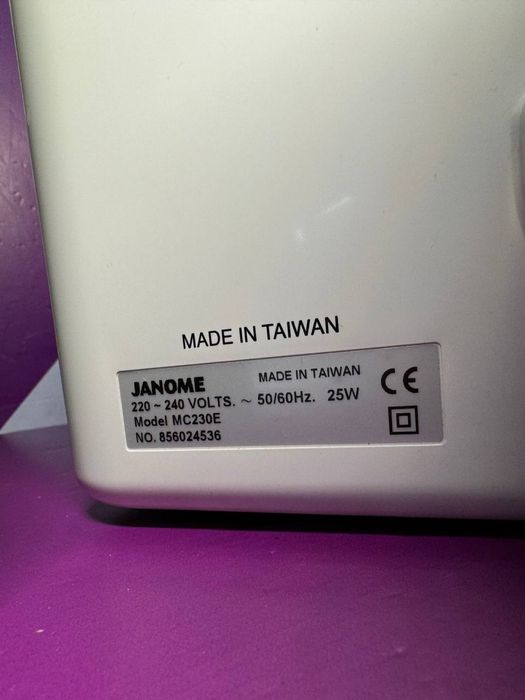 MADE IN TAIWAN
JANOME MADE IN TAIWAN
220 ~ 240 VOLTS. ~ 50/60Hz. 25W
Model MC230E
NO. 856024536
CE